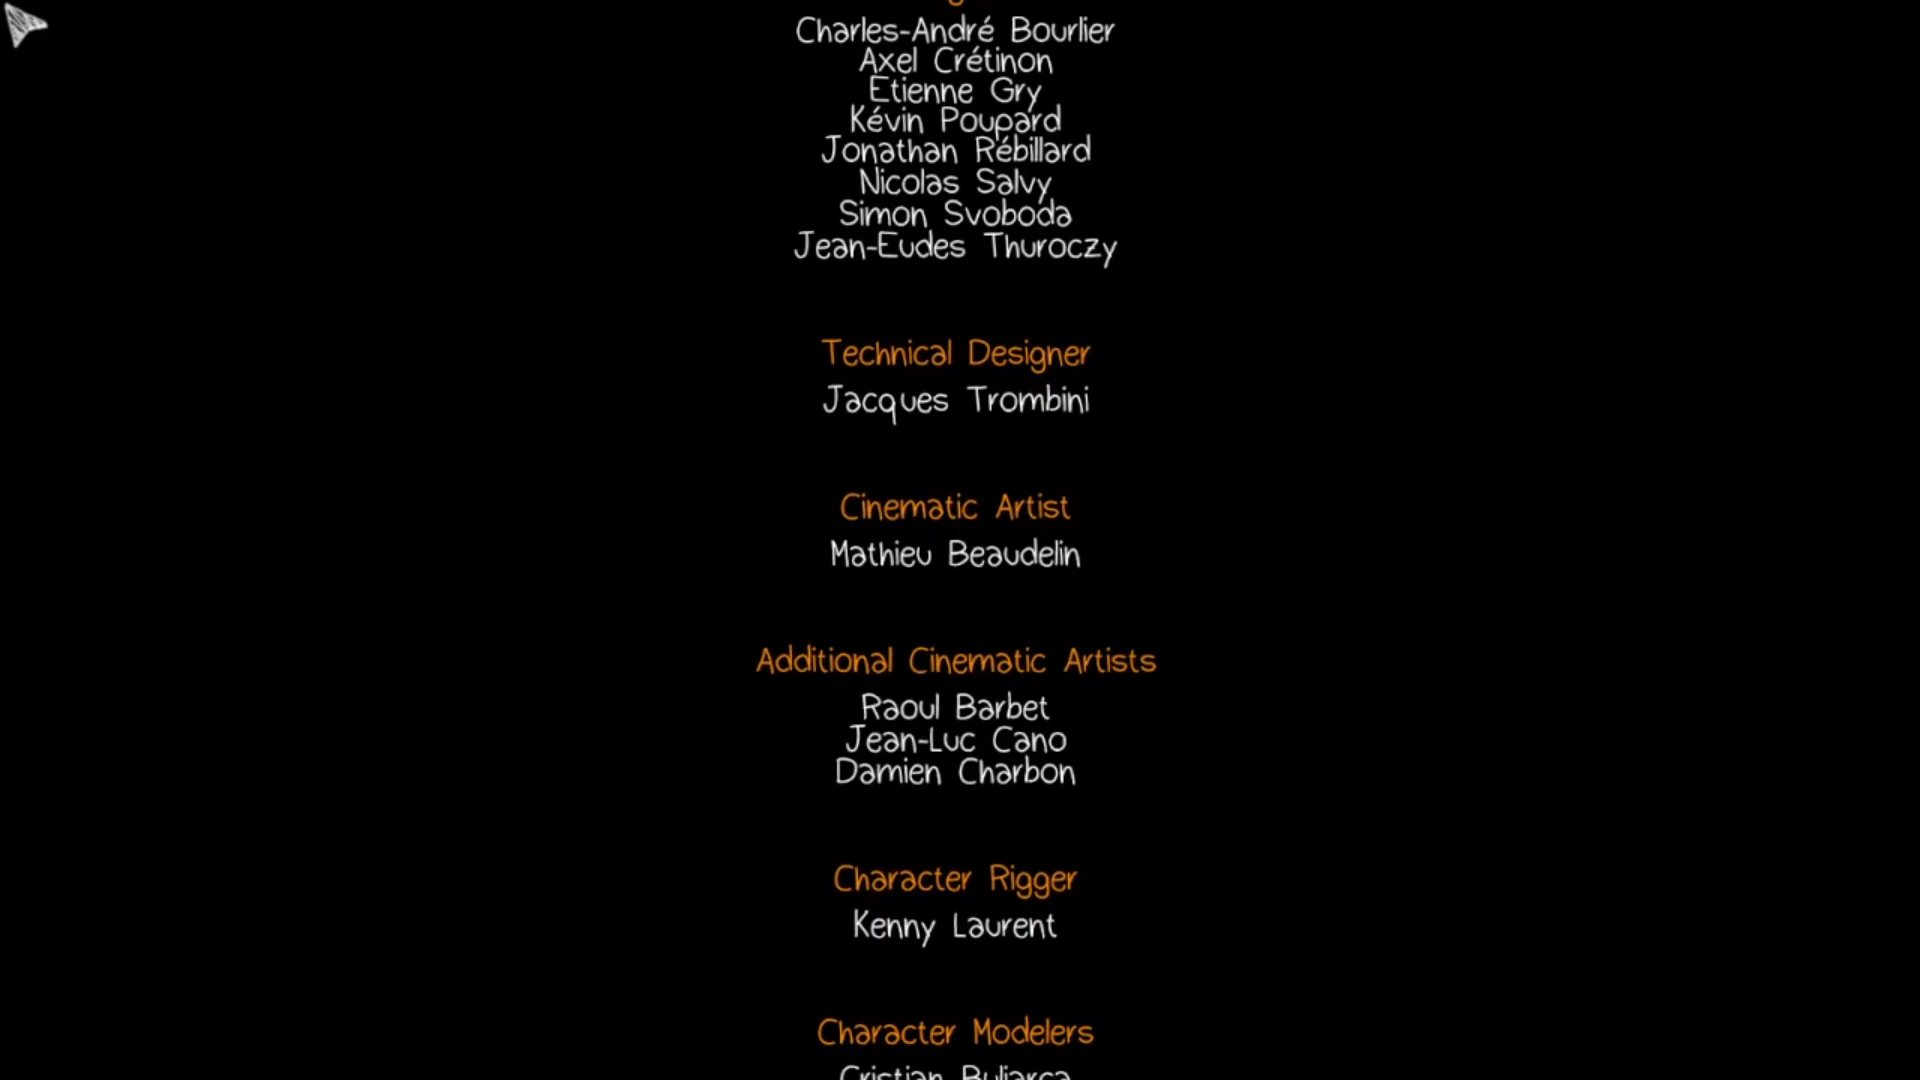 Charles-André Bourlier
Axel Crétinon
Etienne Gry
Kévin Poupard
Jonathan Rébillard
Nicolas Salvy
Simon Svoboda
Jean-Eudes Thuroczy
Technical Designer
Jacques Trombini
Cinematic Artist
Mathieu Beaudelin
Additional Cinematic Artists
Raoul Barbet
Jean-Luc Cano
Damien Charbon
Character Rigger
Kenny Laurent
Character Modelers
Cristian